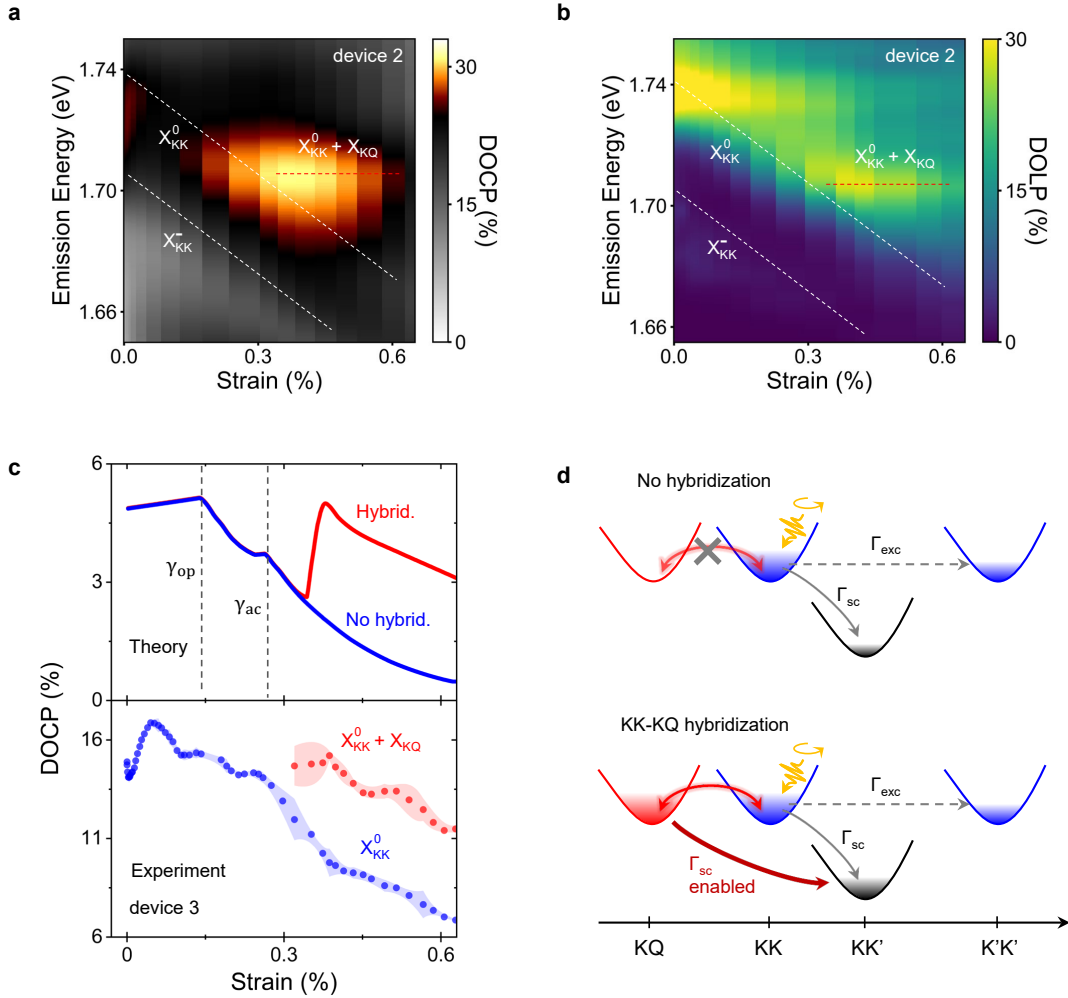 a
device 2
1.74
1.70
1.66
Emission Energy (eV)
X⁰KK
X⁰KK + XKQ
X⁻KK
0.0
0.3
0.6
Strain (%)
30
15
0
DOCP (%)
b
device 2
1.74
1.70
1.66
Emission Energy (eV)
X⁰KK
X⁰KK + XKQ
X⁻KK
0.0
0.3
0.6
Strain (%)
30
15
0
DOLP (%)
c
6
3
0
γop
γac
Hybrid.
No hybrid.
Theory
DOCP (%)
16
11
6
X⁰KK + XKQ
X⁰KK
Experiment
device 3
0
0.3
0.6
Strain (%)
d
No hybridization
Γexc
Γsc
KK-KQ hybridization
Γexc
Γsc
Γsc
enabled
KQ
KK
KK'
K'K'